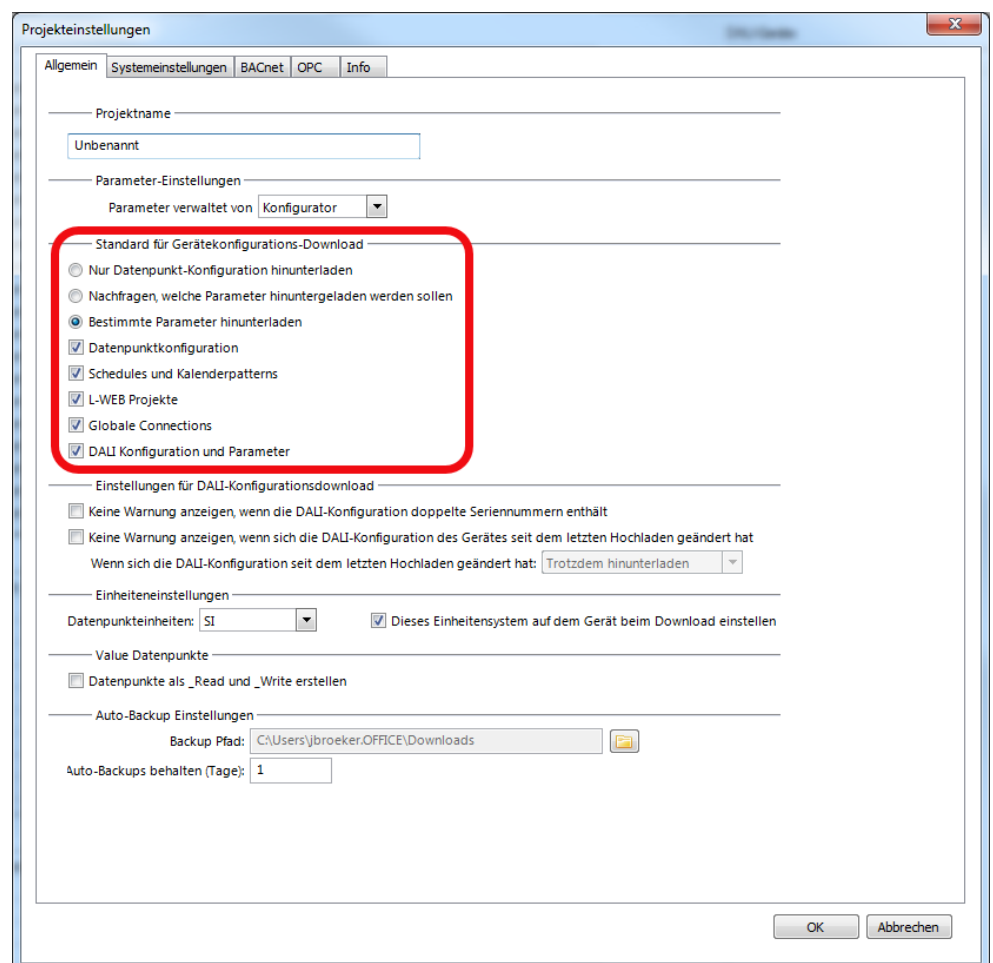 Projekteinstellungen
Allgemein Systemeinstellungen BACnet OPC Info
Projektname
Unbenannt
Parameter-Einstellungen
Parameter verwaltet von Konfigurator
Standard für Gerätekonfigurations-Download
Nur Datenpunkt-Konfiguration hinunterladen
Nachfragen, welche Parameter hinuntergeladen werden sollen
Bestimmte Parameter hinunterladen
Datenpunktkonfiguration
Schedules und Kalenderpatterns
L-WEB Projekte
Globale Connections
DALI Konfiguration und Parameter
Einstellungen für DALI-Konfigurationsdownload
Keine Warnung anzeigen, wenn die DALI-Konfiguration doppelte Seriennummern enthält
Keine Warnung anzeigen, wenn sich die DALI-Konfiguration des Gerätes seit dem letzten Hochladen geändert hat
Wenn sich die DALI-Konfiguration seit dem letzten Hochladen geändert hat: Trotzdem hinunterladen
Einheiteneinstellungen
Datenpunkteinheiten: SI Dieses Einheitensystem auf dem Gerät beim Download einstellen
Value Datenpunkte
Datenpunkte als _Read und _Write erstellen
Auto-Backup Einstellungen
Backup Pfad: C:\Users\jbroeker.OFFICE\Downloads
Auto-Backups behalten (Tage): 1
OK Abbrechen